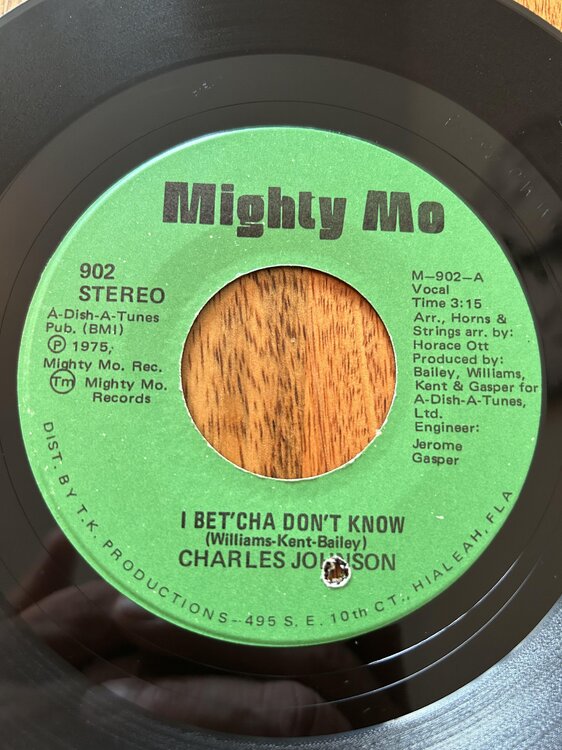 Mighty Mo
902
STEREO
A-Dish-A-Tunes
Pub. (BMI)
Ⓟ 1975,
Mighty Mo. Rec.
Tm Mighty Mo.
Records
M-902-A
Vocal
Time 3:15
Arr., Horns &
Strings arr. by:
Horace Ott
Produced by:
Bailey, Williams,
Kent & Gasper for
A-Dish-A-Tunes,
Ltd.
Engineer:
Jerome
Gasper
I BET'CHA DON'T KNOW
(Williams-Kent-Bailey)
CHARLES JOHNSON
DIST. BY T.K. PRODUCTIONS--495 S.E. 10th CT., HIALEAH, FLA